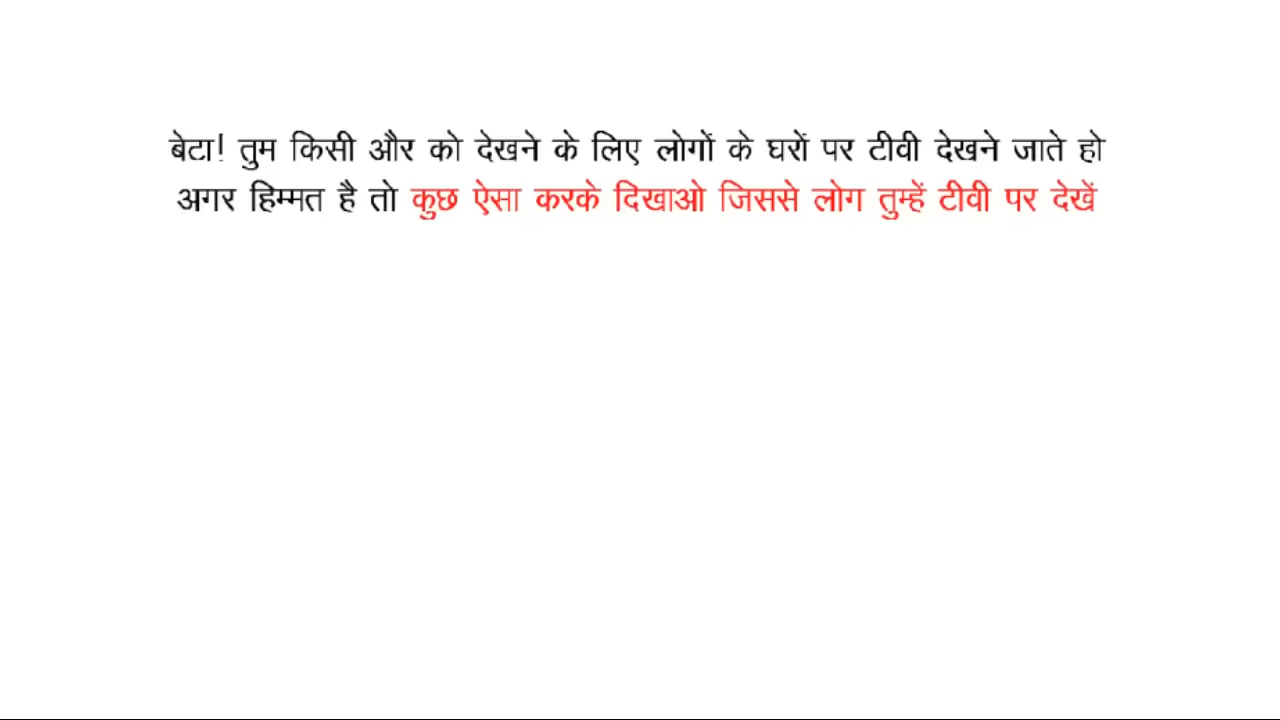 बेटा! तुम किसी और को देखने के लिए लोगों के घरों पर टीवी देखने जाते हो
अगर हिम्मत है तो कुछ ऐसा करके दिखाओ जिससे लोग तुम्हें टीवी पर देखें